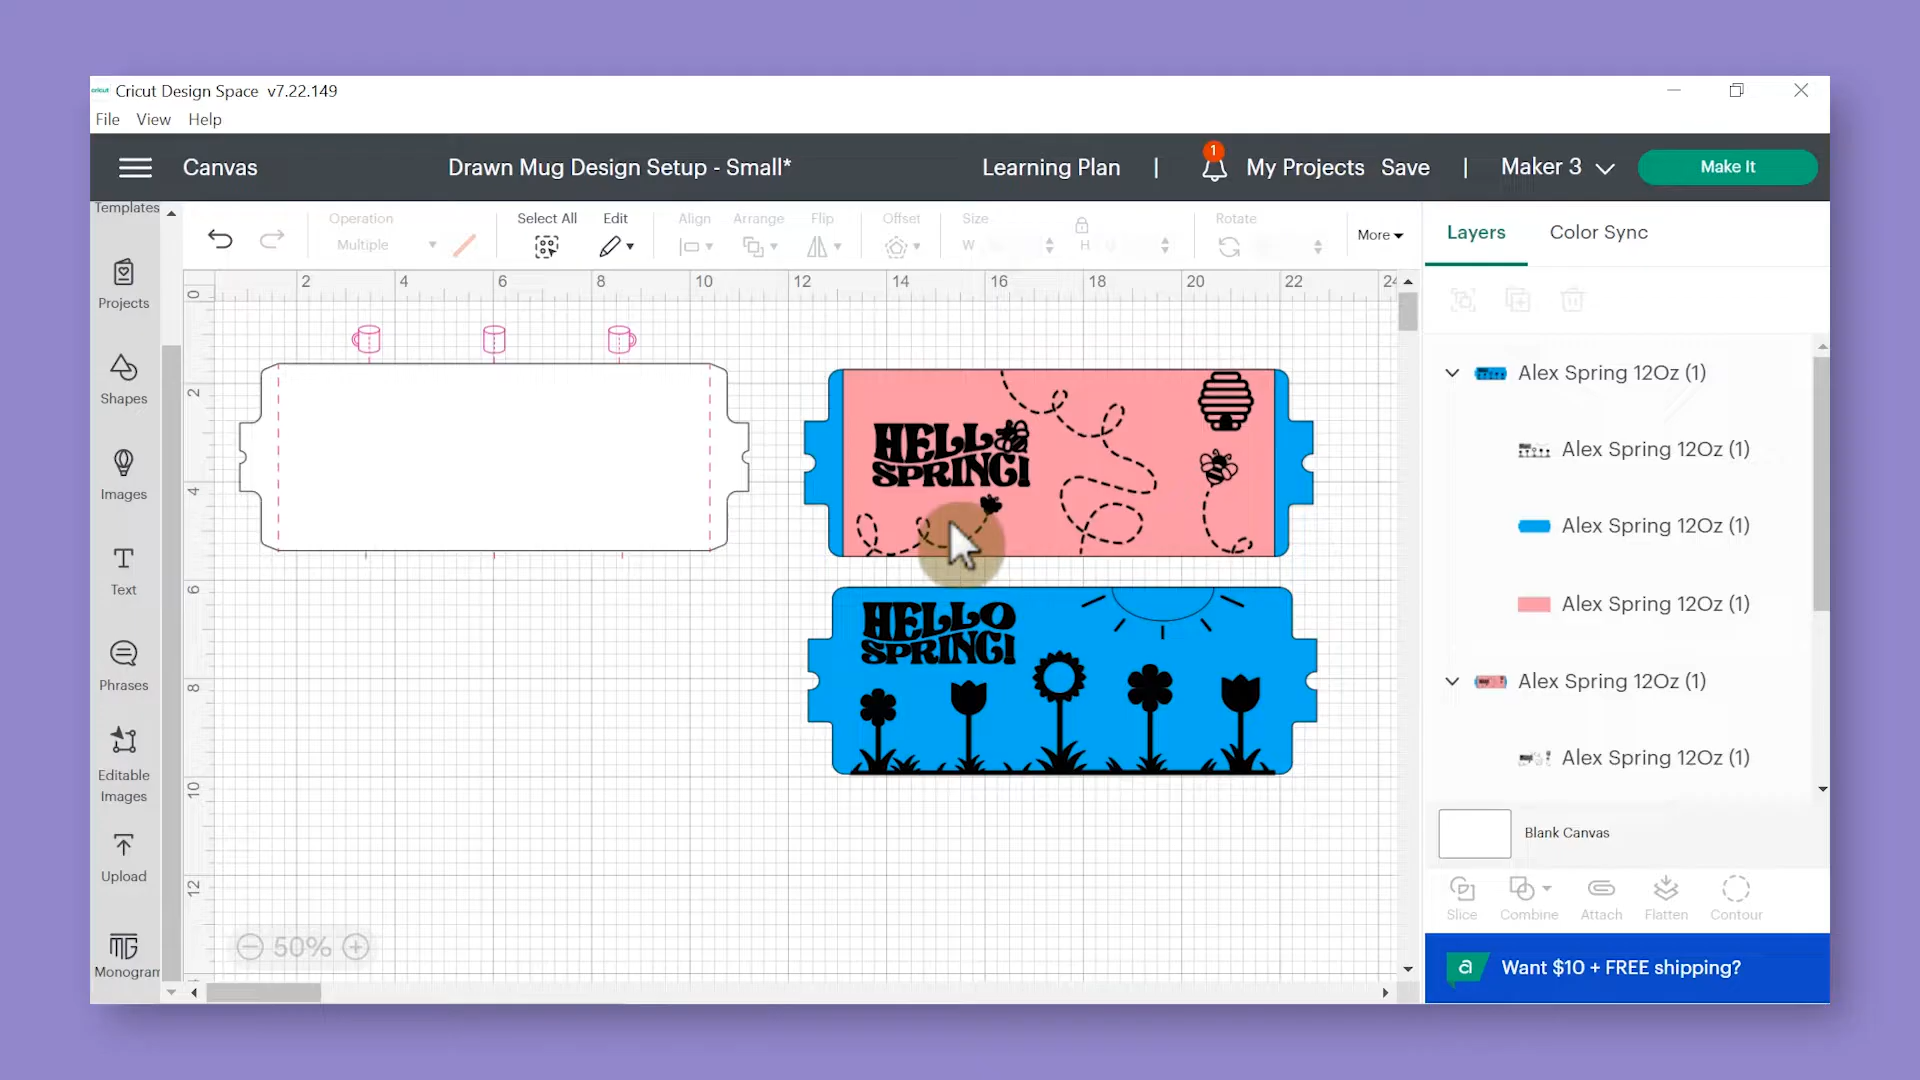 cricut Cricut Design Space v7.22.149
File View Help
Canvas Drawn Mug Design Setup - Small* Learning Plan | 1 My Projects Save | Maker 3 Make It
Templates
Projects
Shapes
Images
Text
Phrases
Editable
Images
Upload
Monogram
Operation
Multiple
Select All
Edit
Align
Arrange
Flip
Offset
Size
W
H
Rotate
More
2 4 6 8 10 12 14 16 18 20 22 24
0
2
4
6
8
10
12
HELLO
SPRING!
HELLO
SPRING!
50%
Layers Color Sync
Alex Spring 12Oz (1)
Alex Spring 12Oz (1)
Alex Spring 12Oz (1)
Alex Spring 12Oz (1)
Alex Spring 12Oz (1)
Alex Spring 12Oz (1)
Blank Canvas
Slice Combine Attach Flatten Contour
a Want $10 + FREE shipping?